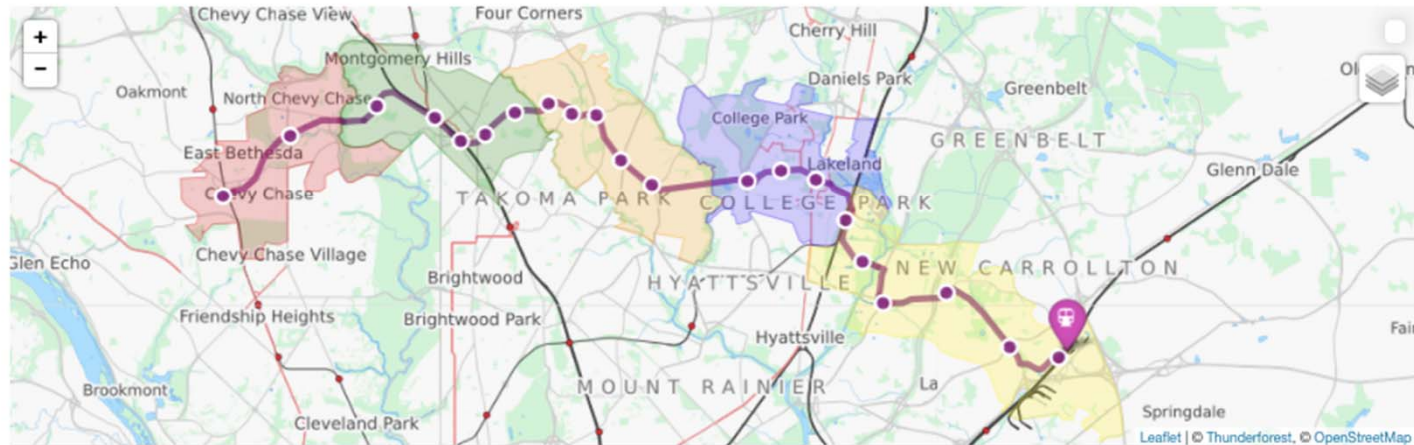 Chevy Chase View
Four Corners
+
Cherry Hill
−
Montgomery Hills
Daniels Park
Oakmont
Greenbelt
North Chevy Chase
College Park
GREENBELT
East Bethesda
Lakeland
Glenn Dale
Chevy Chase
TAKOMA PARK
COLLEGE PARK
Chevy Chase Village
Glen Echo
NEW CARROLLTON
Brightwood
HYATTSVILLE
Friendship Heights
Brightwood Park
Hyattsville
MOUNT RAINIER
La
Brookmont
Springdale
Cleveland Park
Leaflet | © Thunderforest, © OpenStreetMap